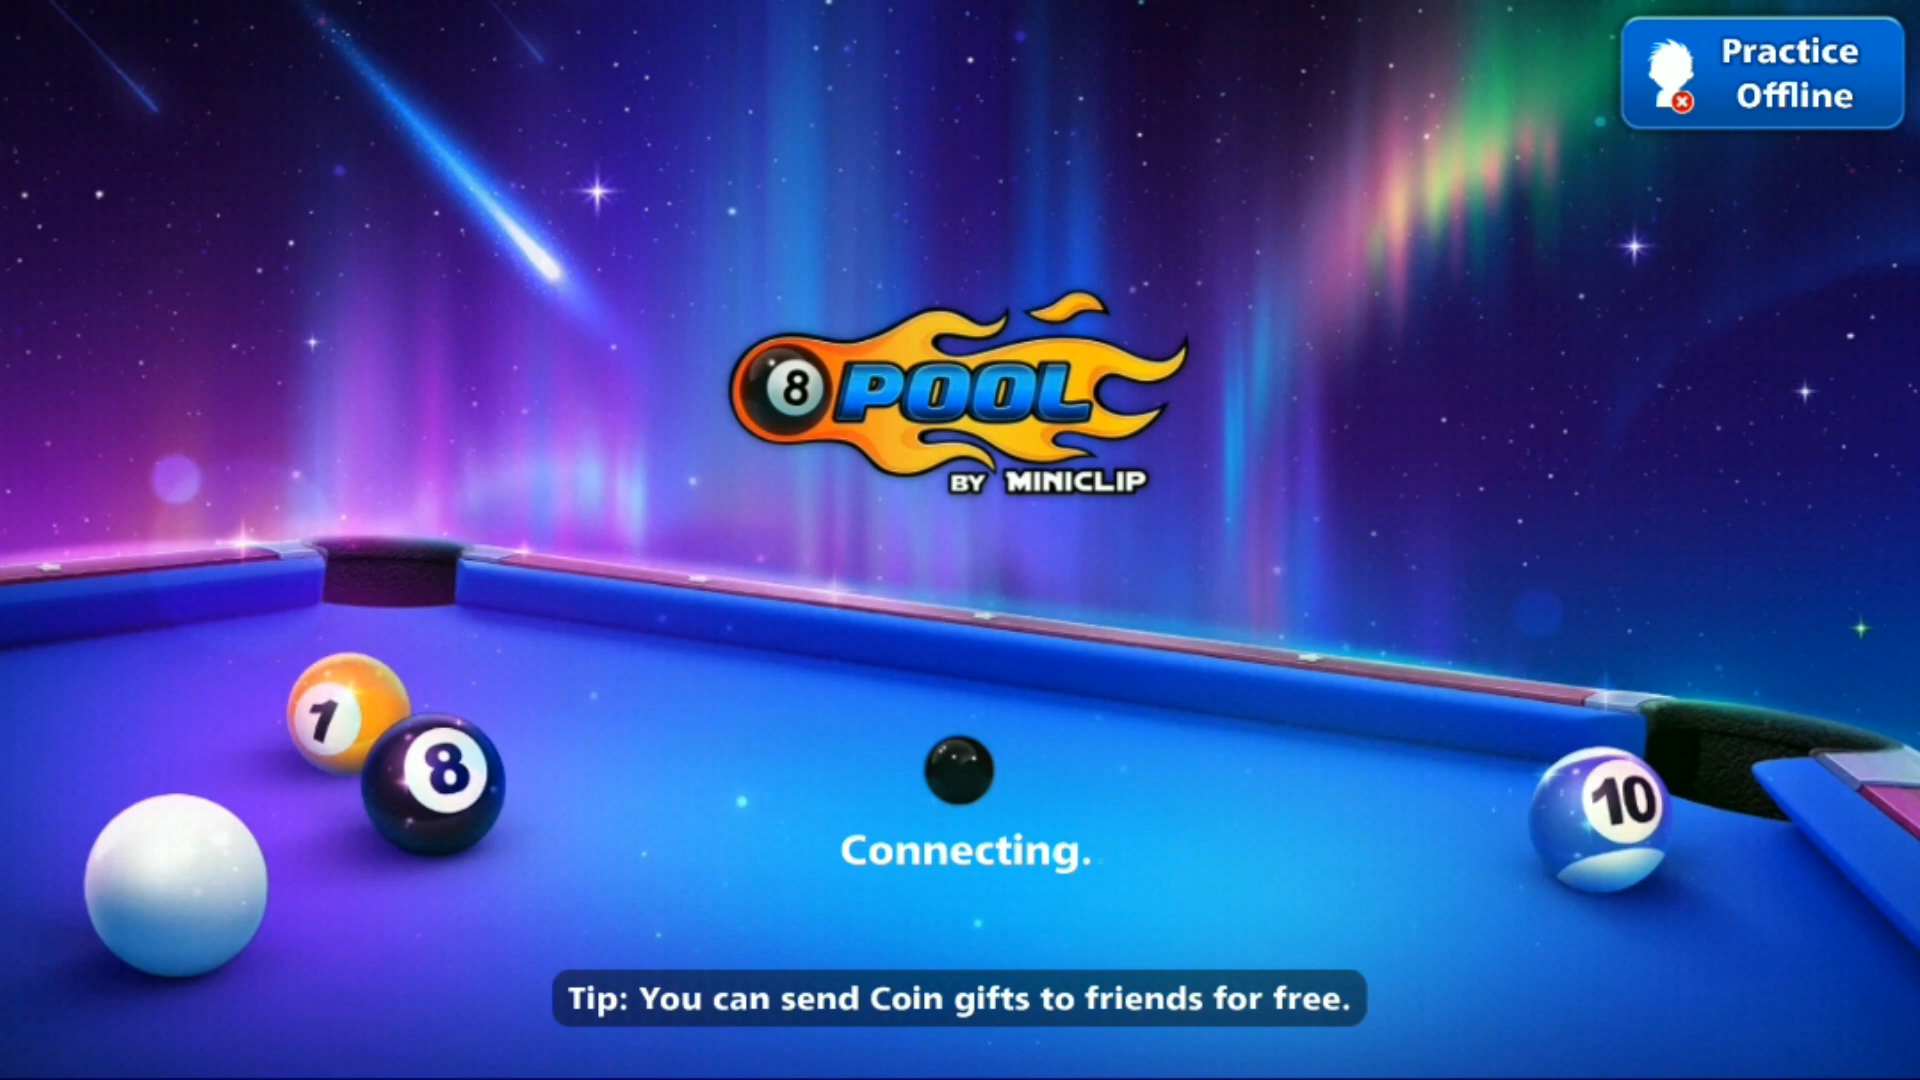 Practice
Offline
8 POOL
BY MINICLIP
1
8
10
Connecting.
Tip: You can send Coin gifts to friends for free.